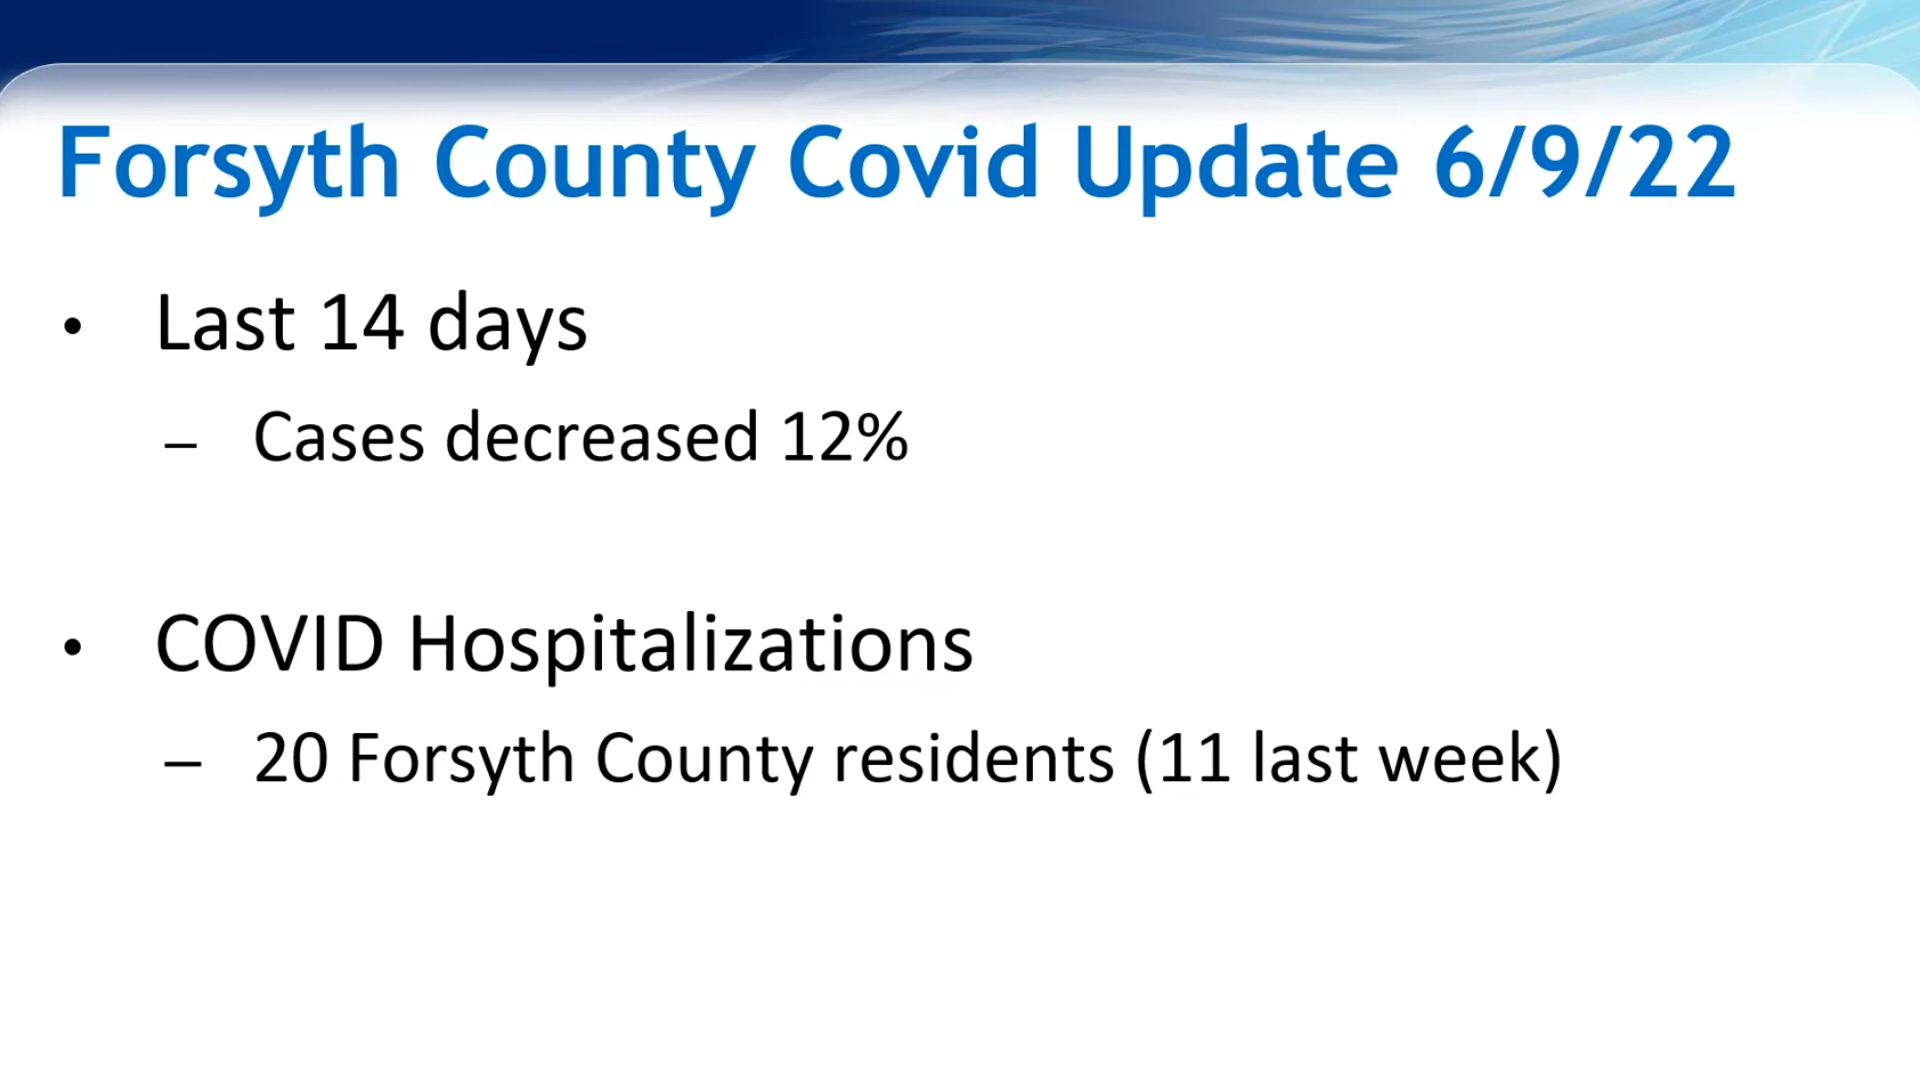 Forsyth County Covid Update 6/9/22
• Last 14 days
– Cases decreased 12%
• COVID Hospitalizations
– 20 Forsyth County residents (11 last week)